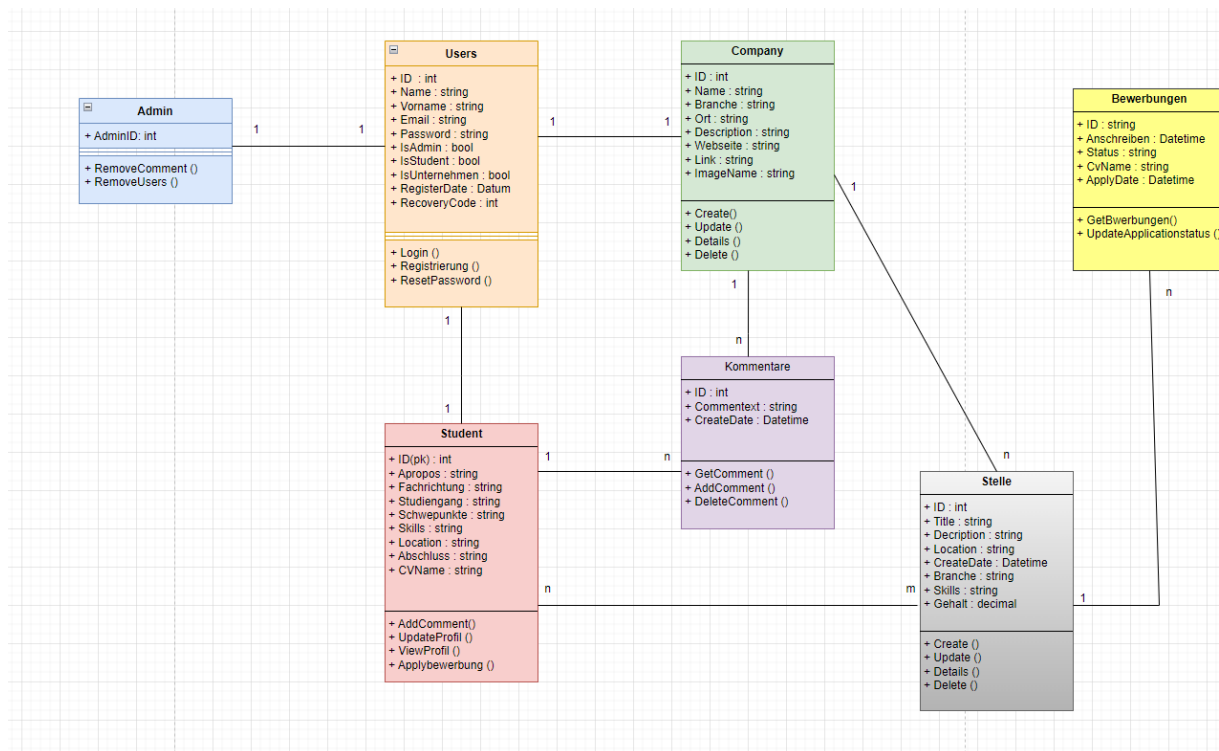 Admin
+ AdminID: int
+ RemoveComment ()
+ RemoveUsers ()
1
1
Users
+ ID : int
+ Name : string
+ Vorname : string
+ Email : string
+ Password : string
+ IsAdmin : bool
+ IsStudent : bool
+ IsUnternehmen : bool
+ RegisterDate : Datum
+ RecoveryCode : int
+ Login ()
+ Registrierung ()
+ ResetPassword ()
1
1
Company
+ ID : int
+ Name : string
+ Branche : string
+ Ort : string
+ Description : string
+ Webseite : string
+ Link : string
+ ImageName : string
+ Create()
+ Update ()
+ Details ()
+ Delete ()
1
Bewerbungen
+ ID : string
+ Anschreiben : Datetime
+ Status : string
+ CvName : string
+ ApplyDate : Datetime
+ GetBwerbungen()
+ UpdateApplicationstatus ()
n
1
1
1
n
Kommentare
+ ID : int
+ Commentext : string
+ CreateDate : Datetime
+ GetComment ()
+ AddComment ()
+ DeleteComment ()
Student
+ ID(pk) : int
+ Apropos : string
+ Fachrichtung : string
+ Studiengang : string
+ Schwepunkte : string
+ Skills : string
+ Location : string
+ Abschluss : string
+ CVName : string
+ AddComment()
+ UpdateProfil ()
+ ViewProfil ()
+ Applybewerbung ()
1
n
n
m
n
Stelle
+ ID : int
+ Title : string
+ Decription : string
+ Location : string
+ CreateDate : Datetime
+ Branche : string
+ Skills : string
+ Gehalt : decimal
+ Create ()
+ Update ()
+ Details ()
+ Delete ()
1